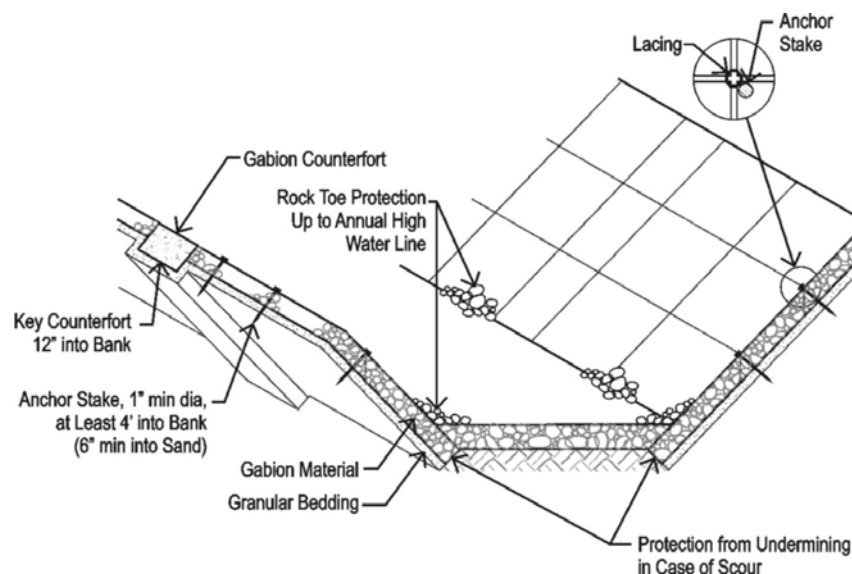 Anchor
Stake
Lacing
Gabion Counterfort
Rock Toe Protection
Up to Annual High
Water Line
Key Counterfort
12" into Bank
Anchor Stake, 1" min dia,
at Least 4' into Bank
(6" min into Sand)
Gabion Material
Granular Bedding
Protection from Undermining
in Case of Scour